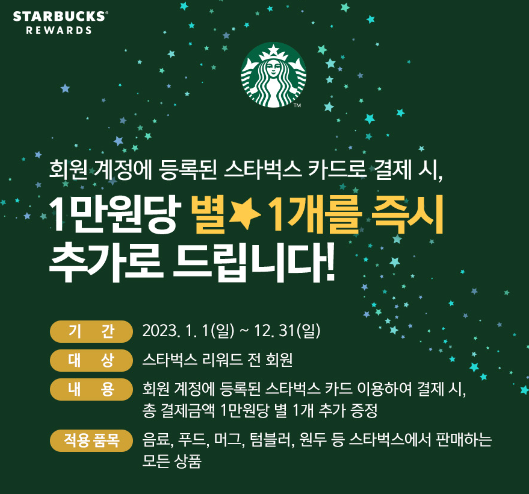 STARBUCKS®
REWARDS
TM
회원 계정에 등록된 스타벅스 카드로 결제 시,
1만원당 별★1개를 즉시
추가로 드립니다!
기 간 2023. 1. 1(일) ~ 12. 31(일)
대 상 스타벅스 리워드 전 회원
내 용 회원 계정에 등록된 스타벅스 카드 이용하여 결제 시,
총 결제금액 1만원당 별 1개 추가 증정
적용 품목 음료, 푸드, 머그, 텀블러, 원두 등 스타벅스에서 판매하는
모든 상품